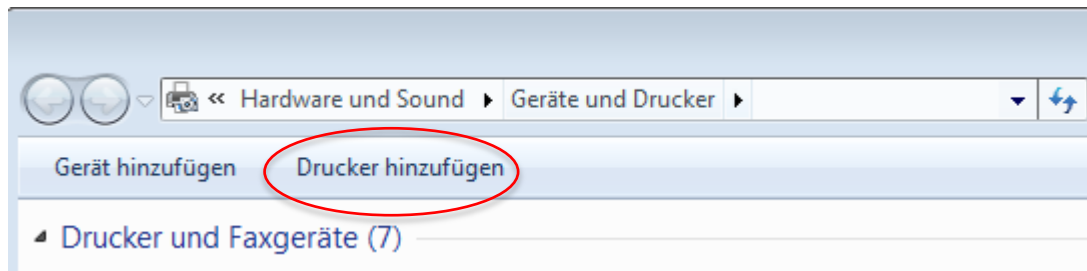 « Hardware und Sound Geräte und Drucker
Gerät hinzufügen Drucker hinzufügen
Drucker und Faxgeräte (7)